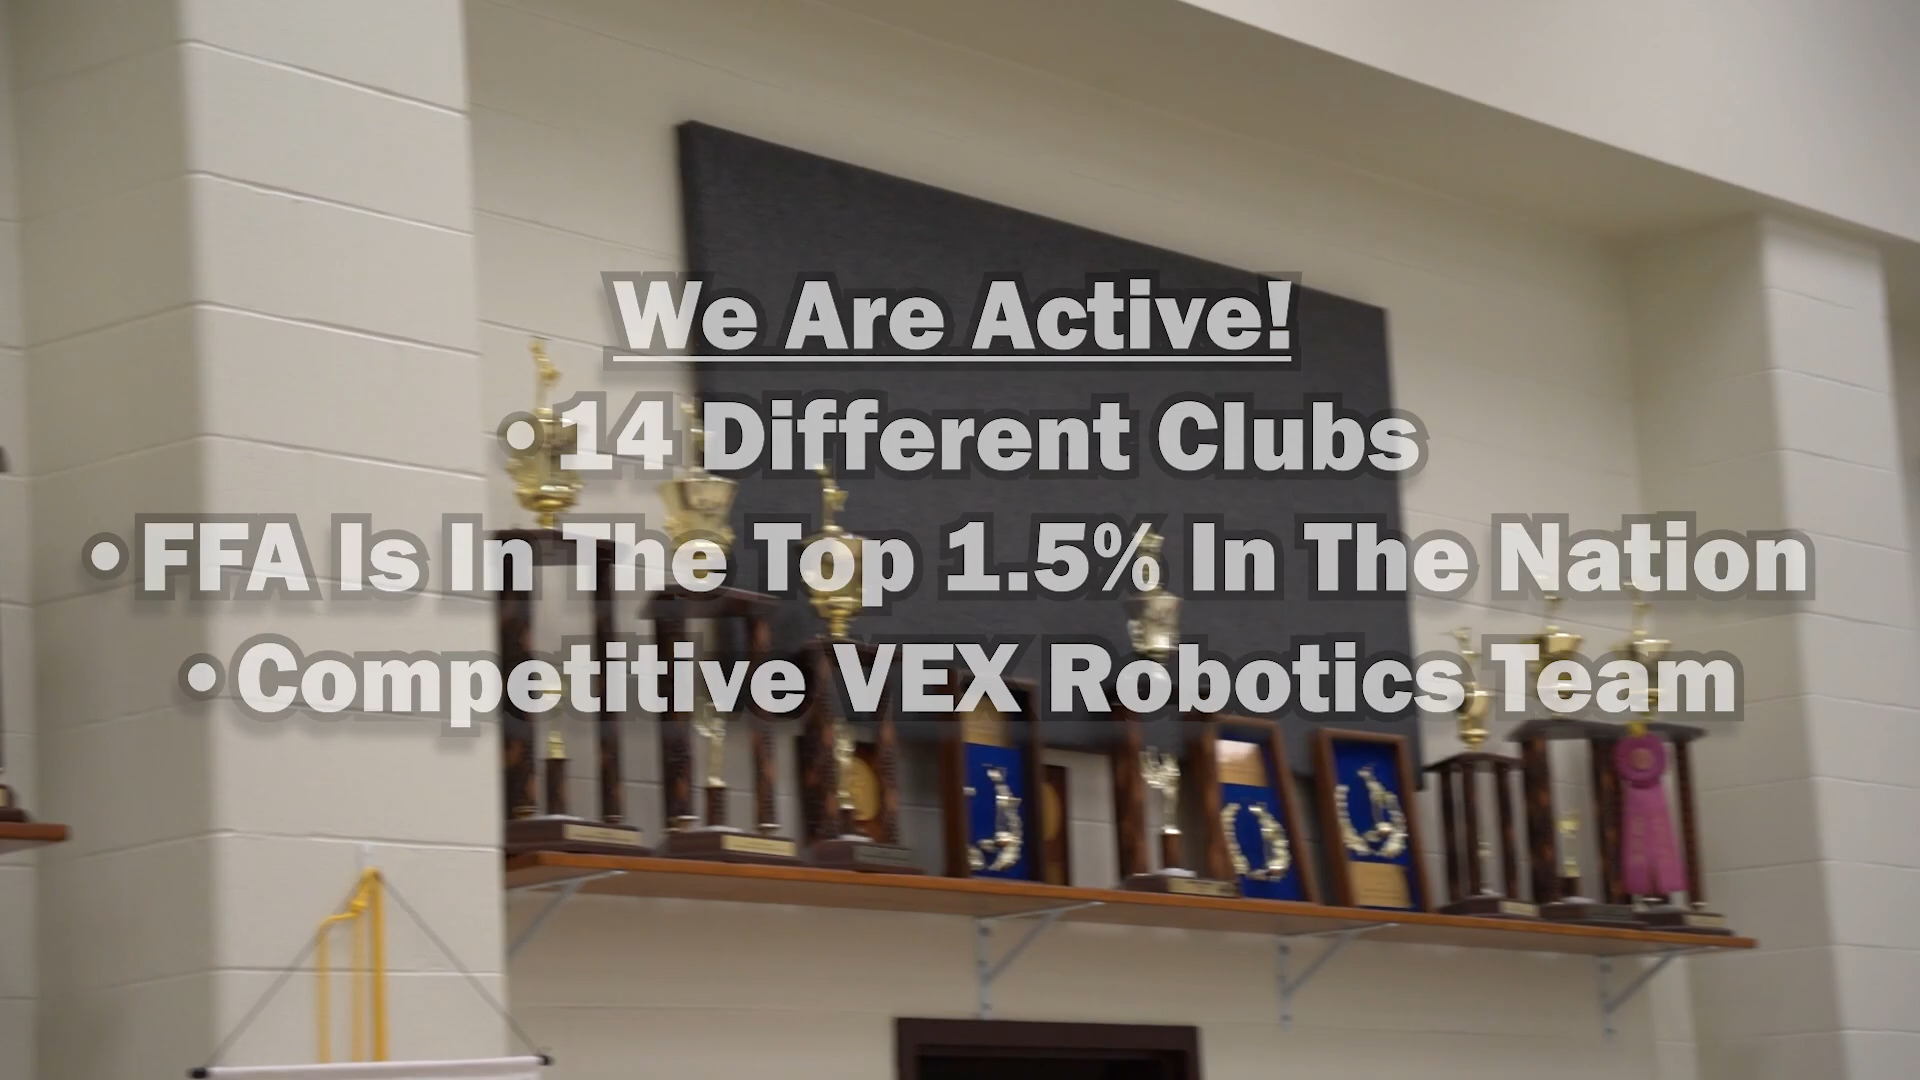 We Are Active!
•14 Different Clubs
•FFA Is In The Top 1.5% In The Nation
•Competitive VEX Robotics Team